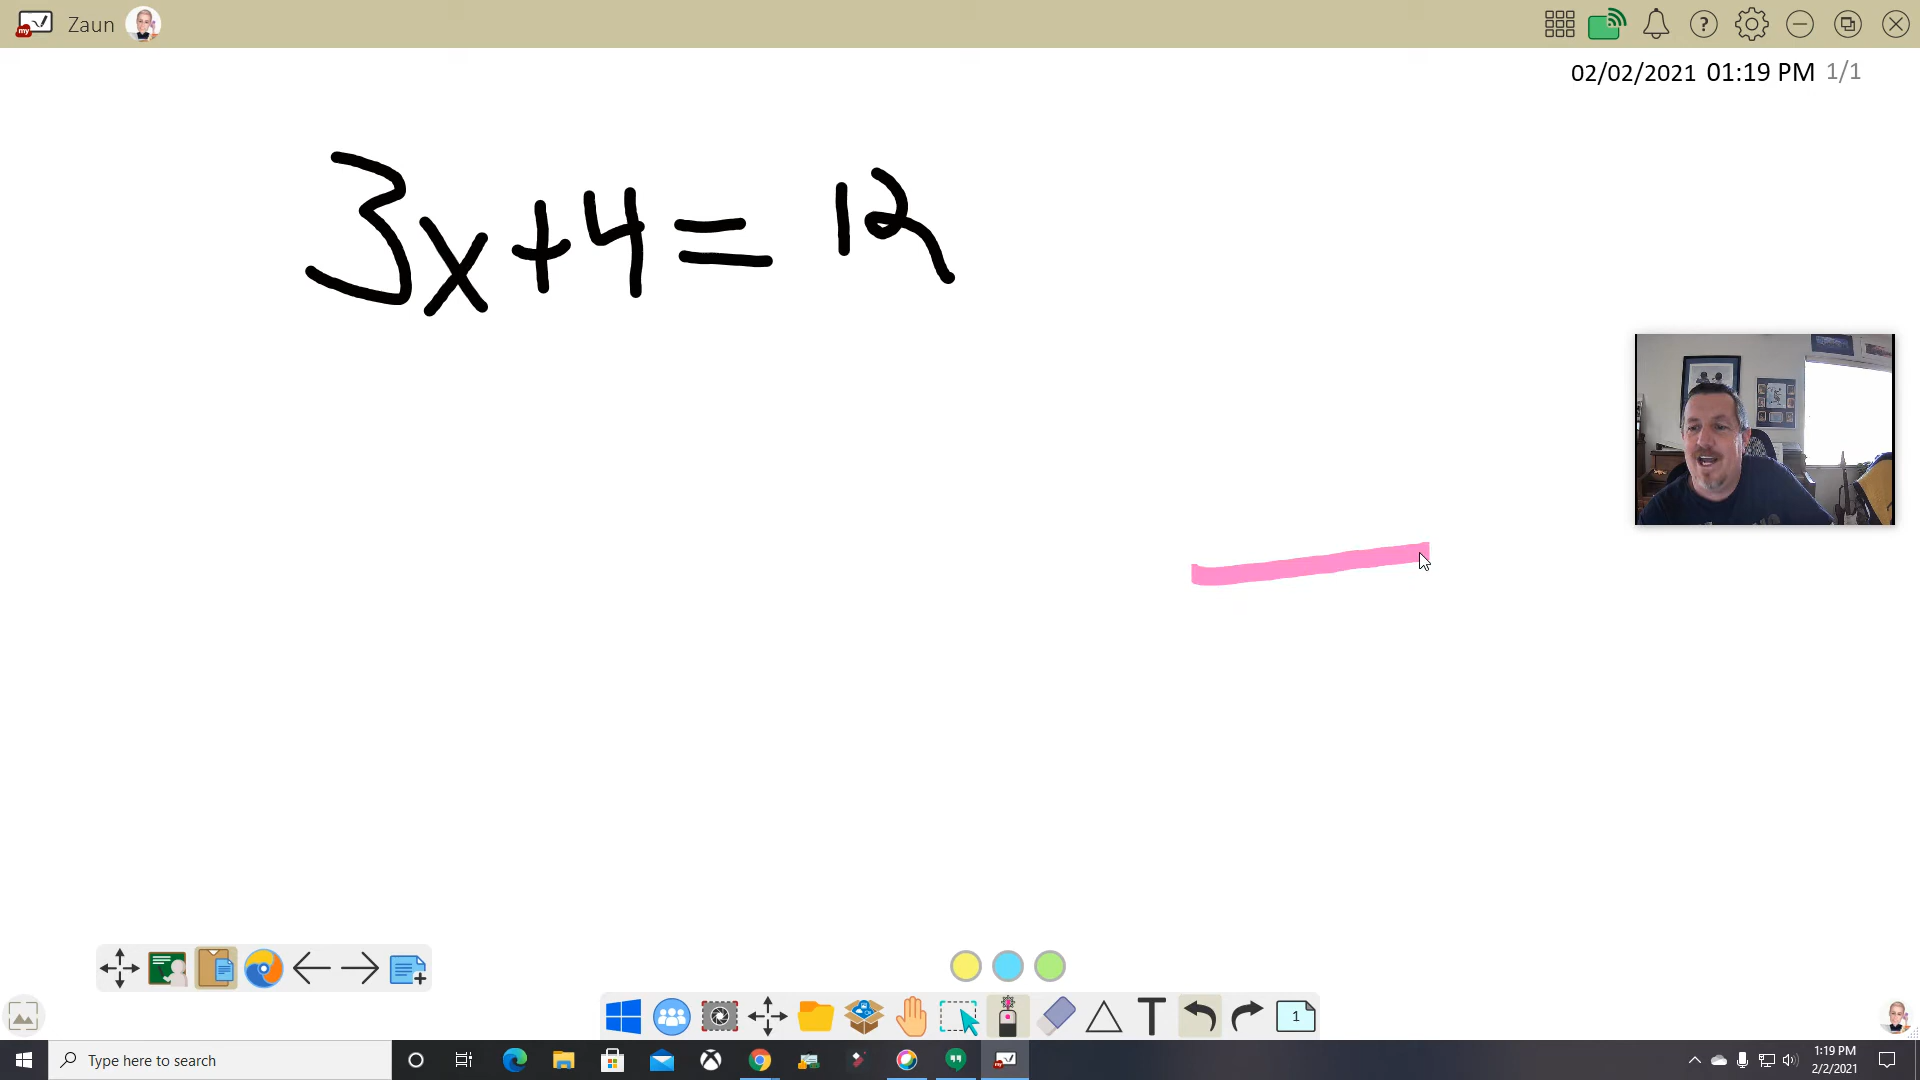 my Zaun
02/02/2021 01:19 PM 1/1
3x+4=12
T 1
Type here to search
1:19 PM
2/2/2021